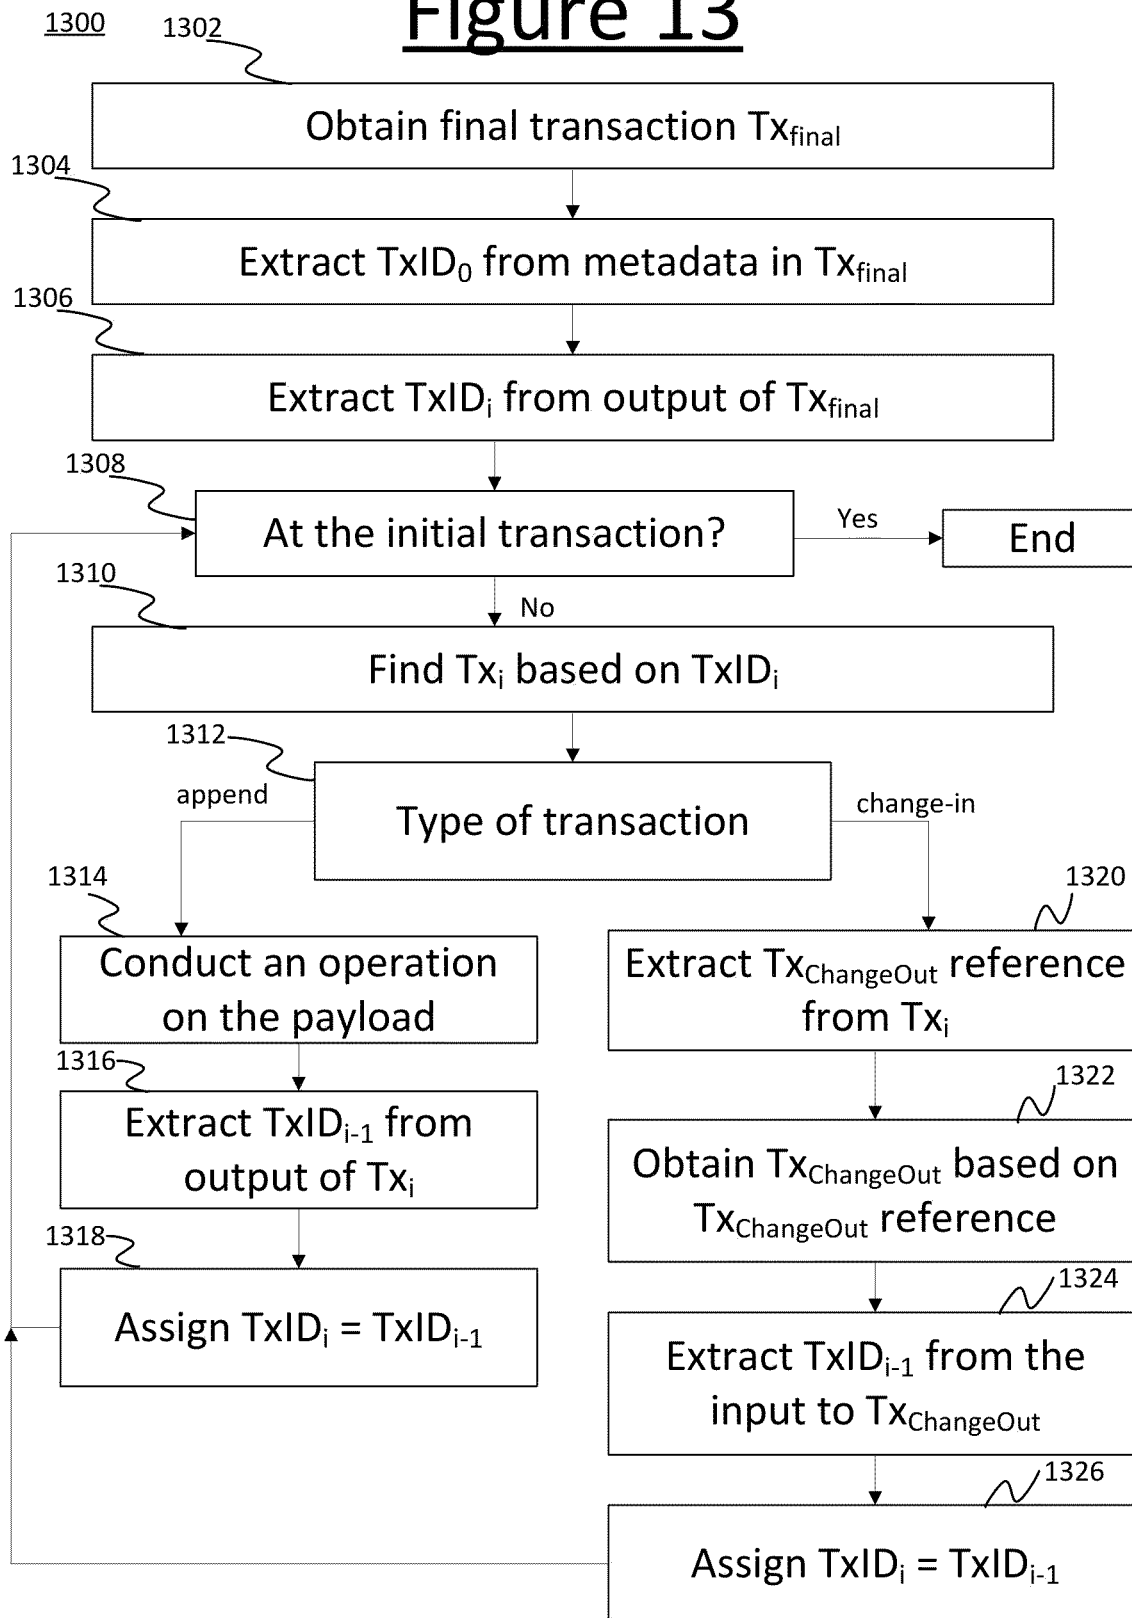 1300
1302
Figure 13
Obtain final transaction Txfinal
1304
Extract TxID0 from metadata in Txfinal
1306
Extract TxIDi from output of Txfinal
1308
At the initial transaction?
Yes
End
1310
No
Find Txi based on TxIDi
1312
append
Type of transaction
change-in
1314
1320
Conduct an operation
on the payload
Extract TxChangeOut reference
from Txi
1316
1322
Extract TxIDi-1 from
output of Txi
Obtain TxChangeOut based on
TxChangeOut reference
1318
1324
Assign TxIDi = TxIDi-1
Extract TxIDi-1 from the
input to TxChangeOut
1326
Assign TxIDi = TxIDi-1